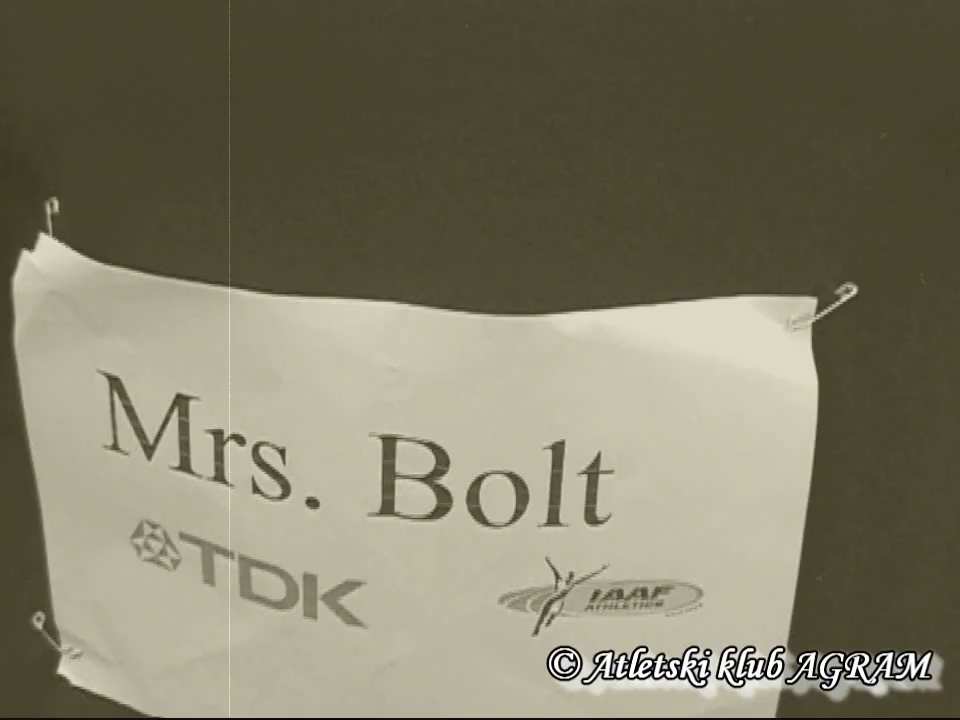 Mrs. Bolt
TDK
IAAF
ATHLETICS
© Atletski klub AGRAM